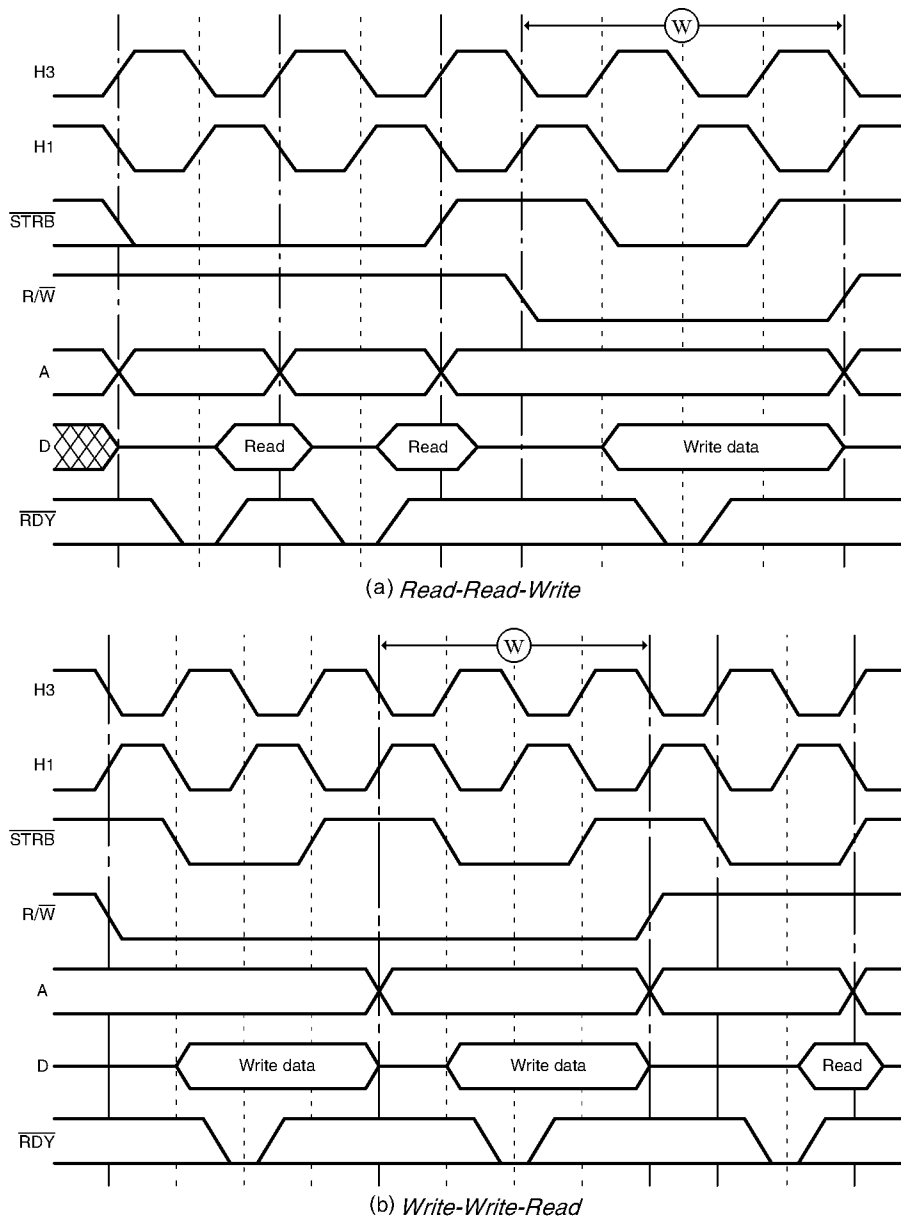 W
H3
H1
STRB
R/W
A
D
Read
Read
Write data
RDY
(a) Read-Read-Write
W
H3
H1
STRB
R/W
A
D
Write data
Write data
Read
RDY
(b) Write-Write-Read